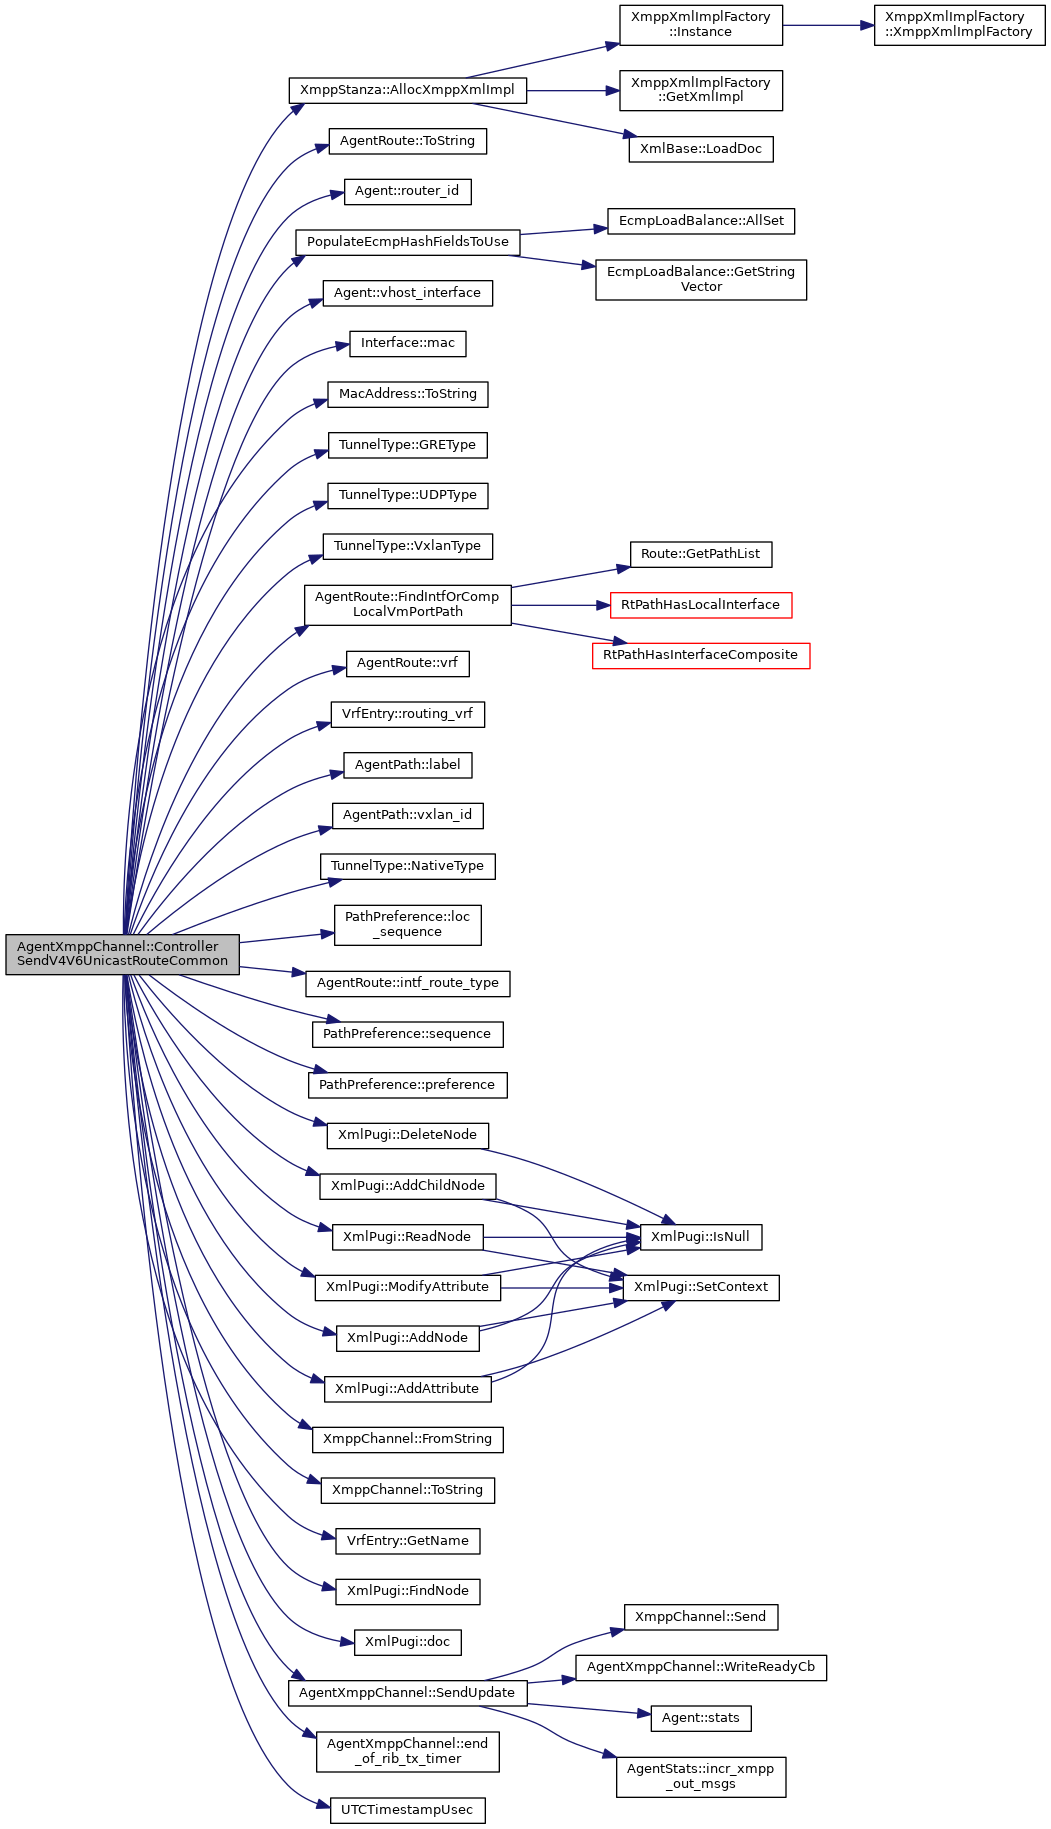 XmppXmlImplFactory
::Instance
XmppXmlImplFactory
::XmppXmlImplFactory
XmppStanza::AllocXmppXmlImpl
XmppXmlImplFactory
::GetXmlImpl
XmlBase::LoadDoc
AgentRoute::ToString
Agent::router_id
PopulateEcmpHashFieldsToUse
EcmpLoadBalance::AllSet
EcmpLoadBalance::GetString
Vector
Agent::vhost_interface
Interface::mac
MacAddress::ToString
TunnelType::GREType
TunnelType::UDPType
TunnelType::VxlanType
AgentRoute::FindIntfOrComp
LocalVmPortPath
Route::GetPathList
RtPathHasLocalInterface
RtPathHasInterfaceComposite
AgentRoute::vrf
VrfEntry::routing_vrf
AgentPath::label
AgentPath::vxlan_id
TunnelType::NativeType
PathPreference::loc
_sequence
AgentXmppChannel::Controller
SendV4V6UnicastRouteCommon
AgentRoute::intf_route_type
PathPreference::sequence
PathPreference::preference
XmlPugi::DeleteNode
XmlPugi::AddChildNode
XmlPugi::ReadNode
XmlPugi::IsNull
XmlPugi::ModifyAttribute
XmlPugi::SetContext
XmlPugi::AddNode
XmlPugi::AddAttribute
XmppChannel::FromString
XmppChannel::ToString
VrfEntry::GetName
XmlPugi::FindNode
XmlPugi::doc
AgentXmppChannel::SendUpdate
XmppChannel::Send
AgentXmppChannel::WriteReadyCb
Agent::stats
AgentStats::incr_xmpp
_out_msgs
AgentXmppChannel::end
_of_rib_tx_timer
UTCTimestampUsec